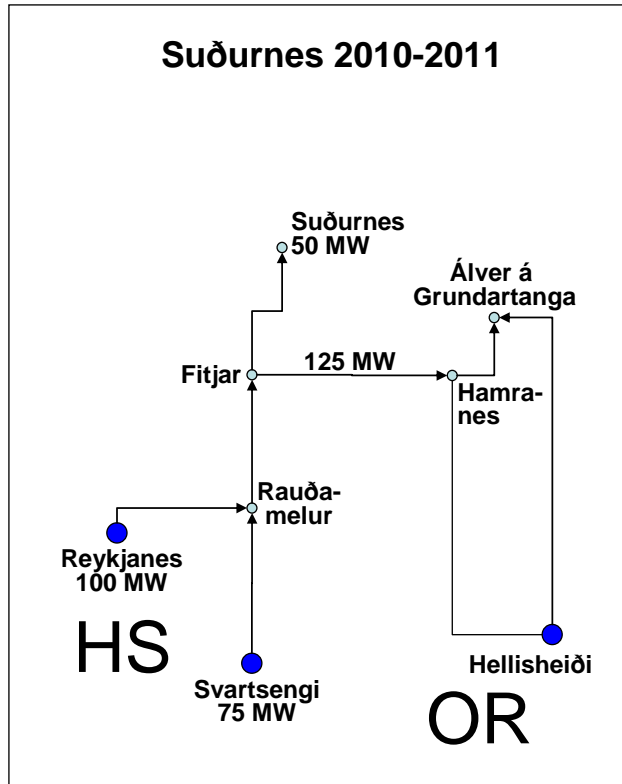 Suðurnes 2010-2011
Suðurnes
50 MW
Álver á
Grundartanga
125 MW
Fitjar
Hamra-
nes
Rauða-
melur
Reykjanes
100 MW
HS
Hellisheiði
Svartsengi
75 MW
OR